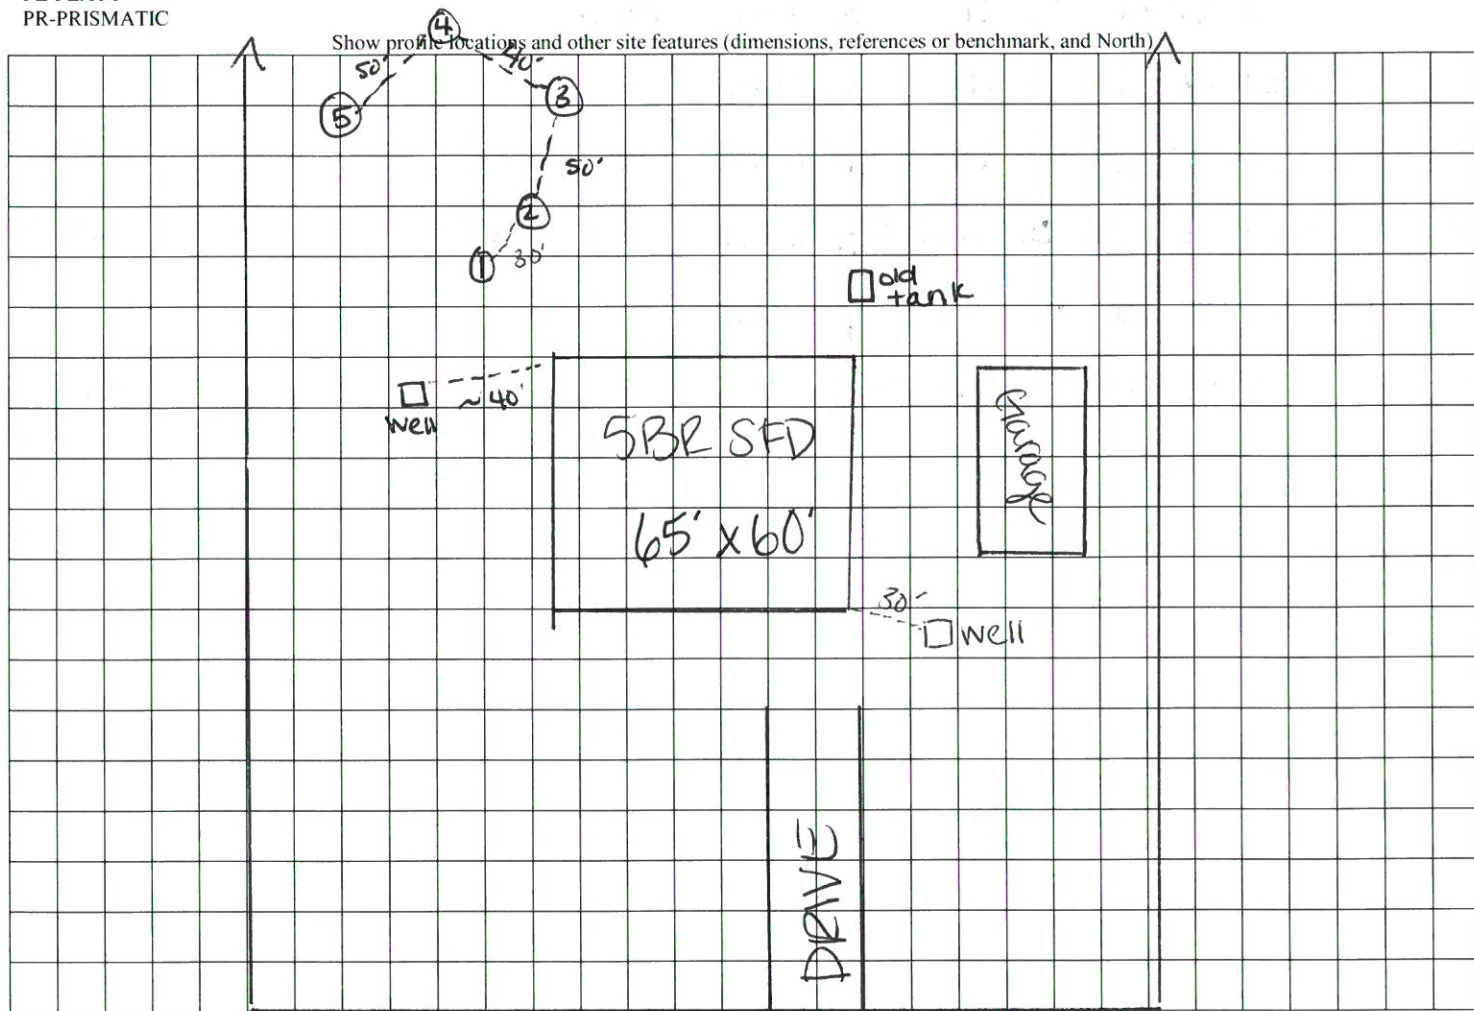 PR-PRISMATIC
Show profile locations and other site features (dimensions, references or benchmark, and North)
4
50'
40'
5
3
50'
2
1
30'
old
tank
~40'
well
5BR SFD
65' x 60'
Garage
30'
well
DRIVE